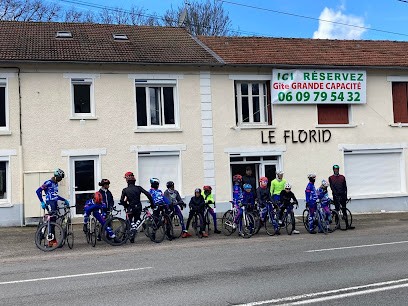 ICI RÉSERVEZ
Gîte GRANDE CAPACITÉ
06 09 79 54 32
LE FLORID